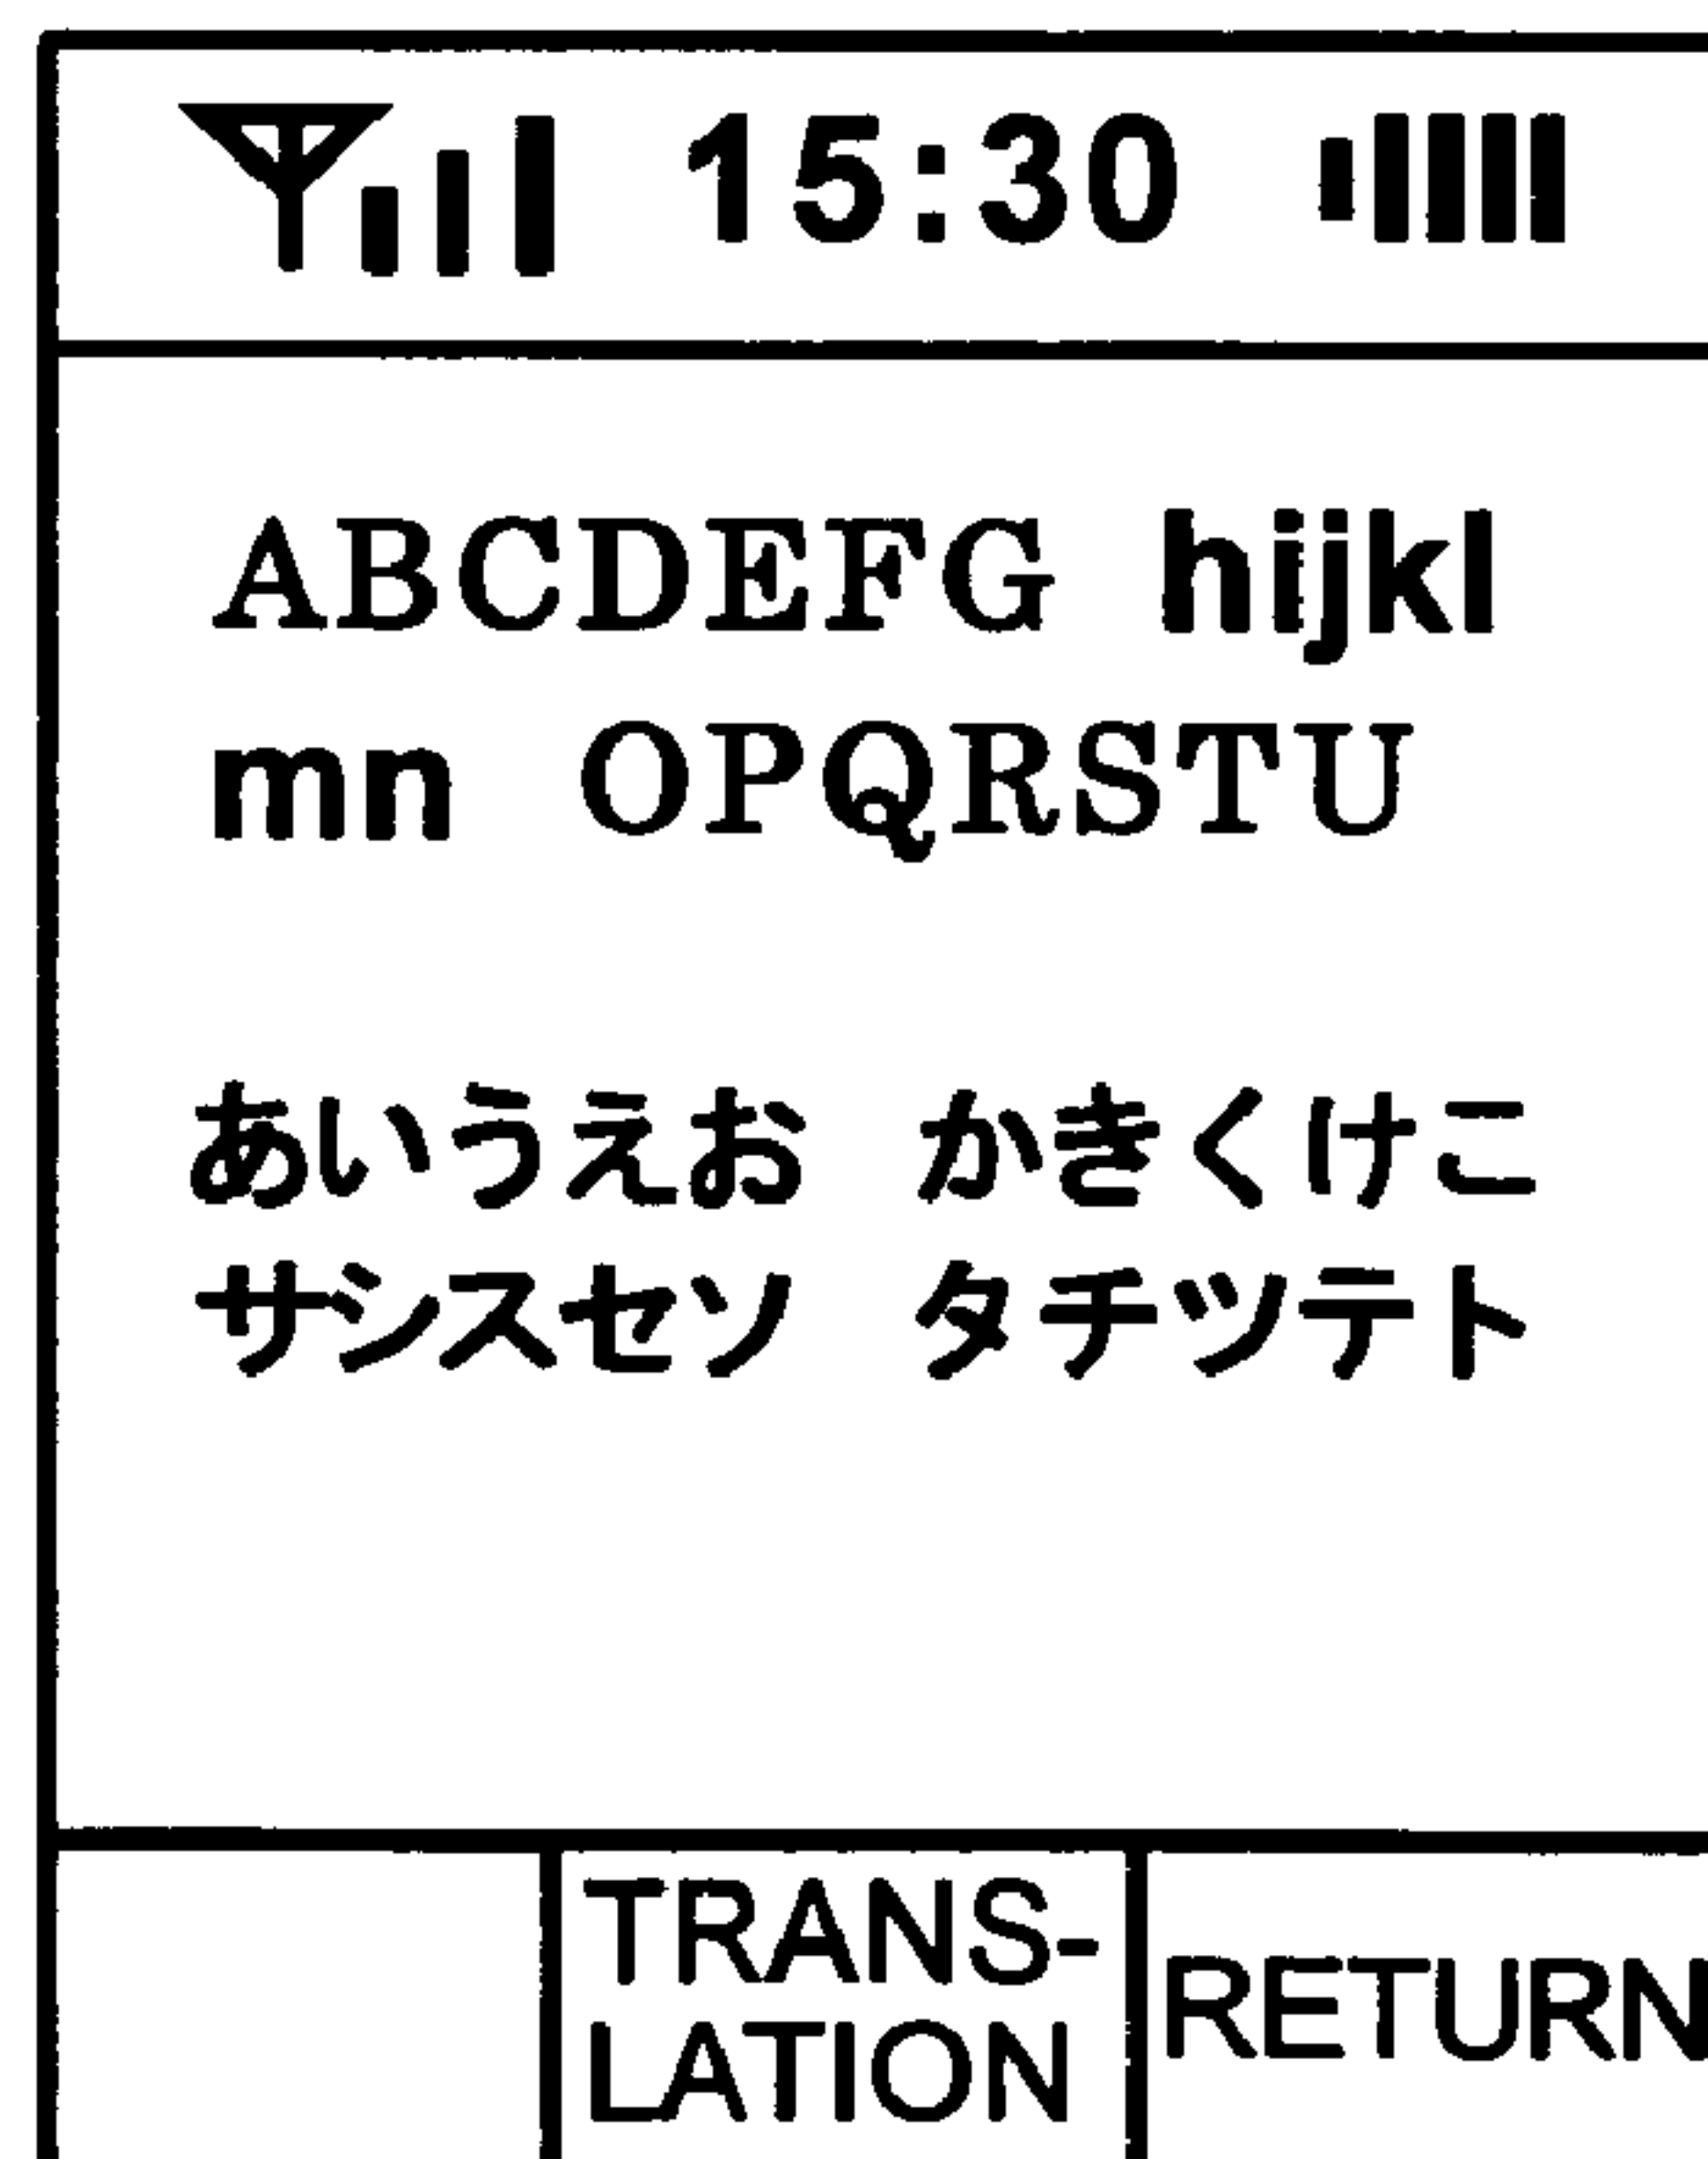 15:30
ABCDEFG hijkl
mn OPQRSTU
あいうえお かきくけこ
サシスセソ タチツテト
TRANS-
LATION
RETURN